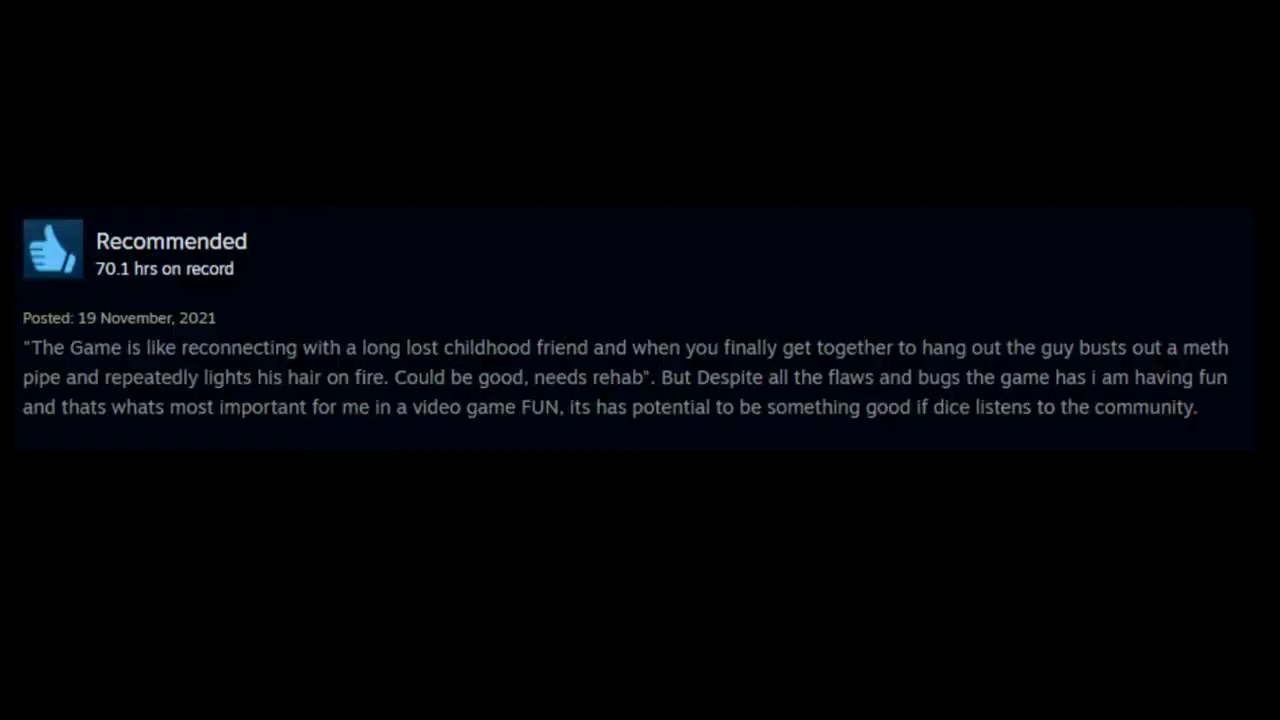 Recommended
70.1 hrs on record
Posted: 19 November, 2021
"The Game is like reconnecting with a long lost childhood friend and when you finally get together to hang out the guy busts out a meth
pipe and repeatedly lights his hair on fire. Could be good, needs rehab". But Despite all the flaws and bugs the game has i am having fun
and thats whats most important for me in a video game FUN, its has potential to be something good if dice listens to the community.